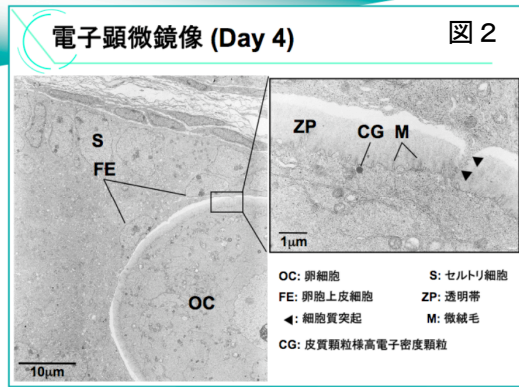 電子顕微鏡像 (Day 4)
図２
S
FE
OC
10μm
ZP
CG
M
1μm
OC: 卵細胞
S: セルトリ細胞
FE: 卵胞上皮細胞
ZP: 透明帯
◀: 細胞質突起
M: 微絨毛
CG: 皮質顆粒様高電子密度顆粒